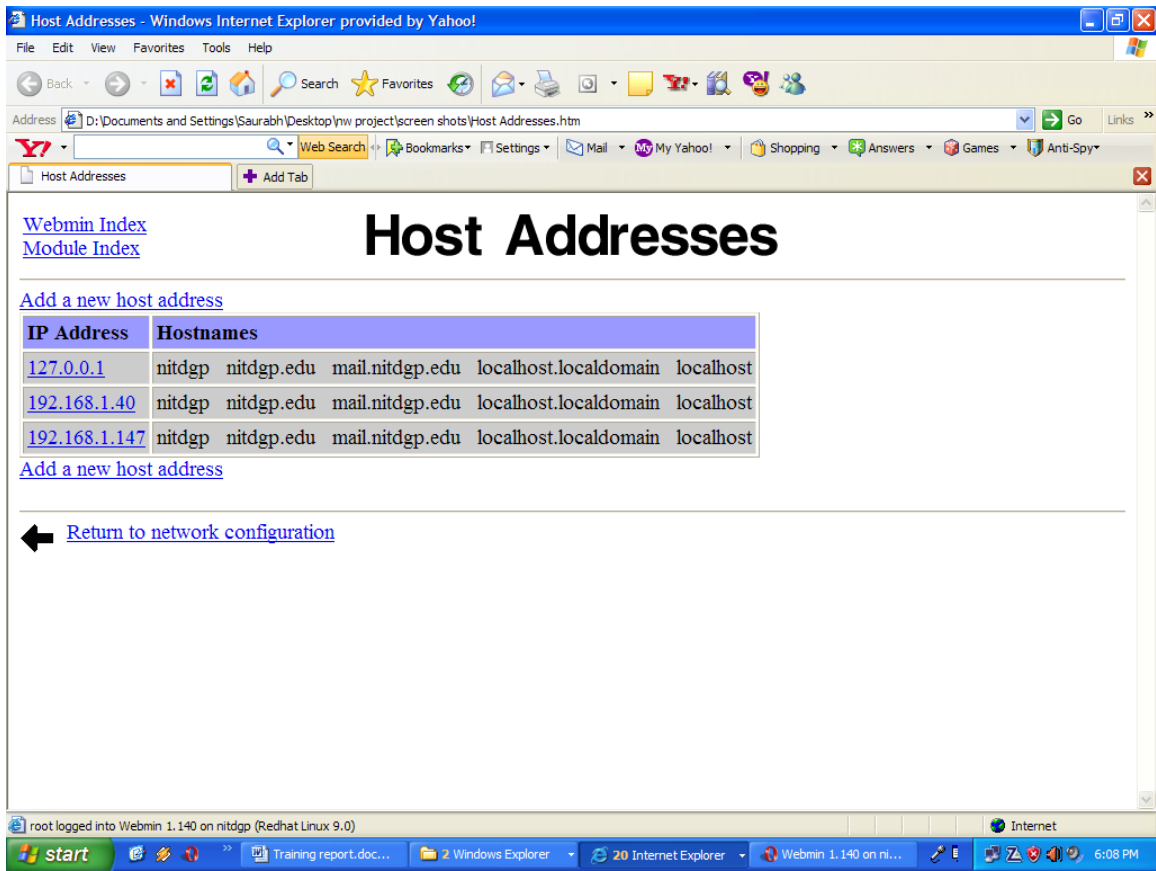 Host Addresses - Windows Internet Explorer provided by Yahoo!
File Edit View Favorites Tools Help
Back Search Favorites
Address D:\Documents and Settings\Saurabh\Desktop\nw project\screen shots\Host Addresses.htm Go Links »
Y! Web Search Bookmarks Settings Mail My My Yahoo! Shopping Answers Games Anti-Spy
Host Addresses Add Tab
Webmin Index
Module Index
Host Addresses
Add a new host address
IP Address Hostnames
127.0.0.1 nitdgp nitdgp.edu mail.nitdgp.edu localhost.localdomain localhost
192.168.1.40 nitdgp nitdgp.edu mail.nitdgp.edu localhost.localdomain localhost
192.168.1.147 nitdgp nitdgp.edu mail.nitdgp.edu localhost.localdomain localhost
Add a new host address
Return to network configuration
root logged into Webmin 1.140 on nitdgp (Redhat Linux 9.0) Internet
start » Training report.doc... 2 Windows Explorer 20 Internet Explorer Webmin 1.140 on ni... 6:08 PM